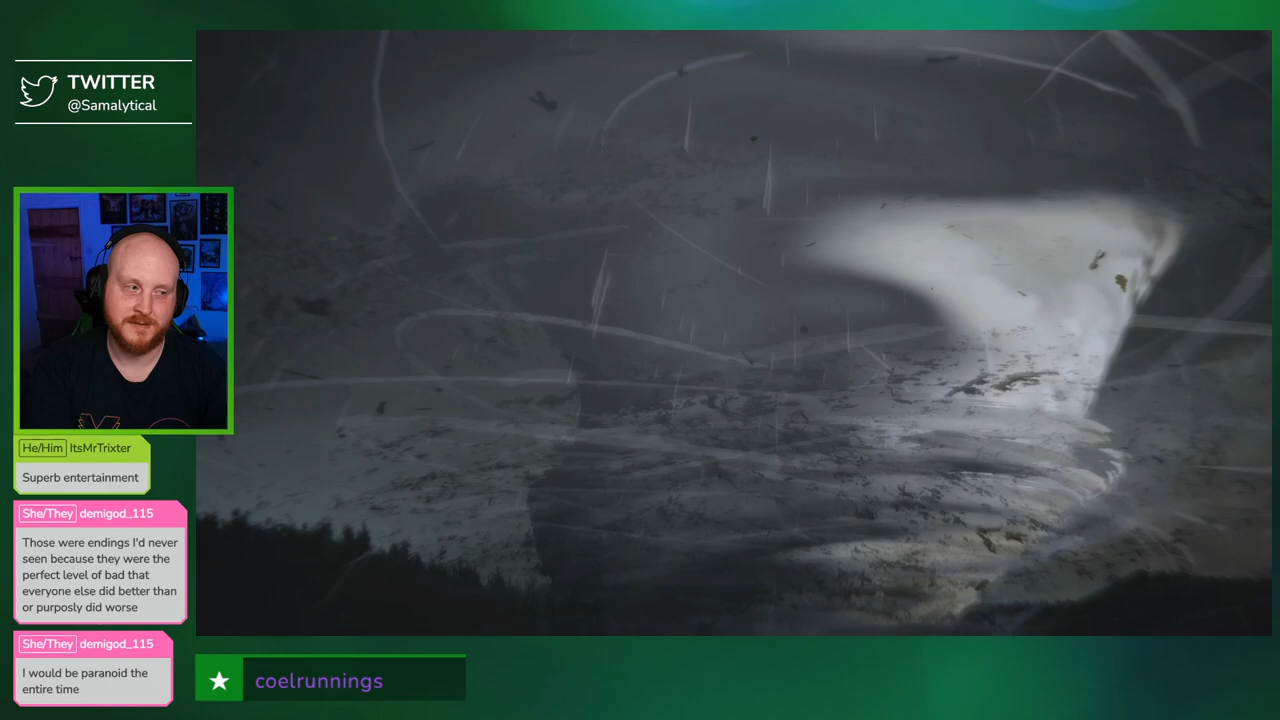 TWITTER
@Samalytical
He/Him ItsMrTrixter
Superb entertainment
She/They demigod_115
Those were endings I'd never
seen because they were the
perfect level of bad that
everyone else did better than
or purposly did worse
She/They demigod_115
I would be paranoid the
entire time
coelrunnings